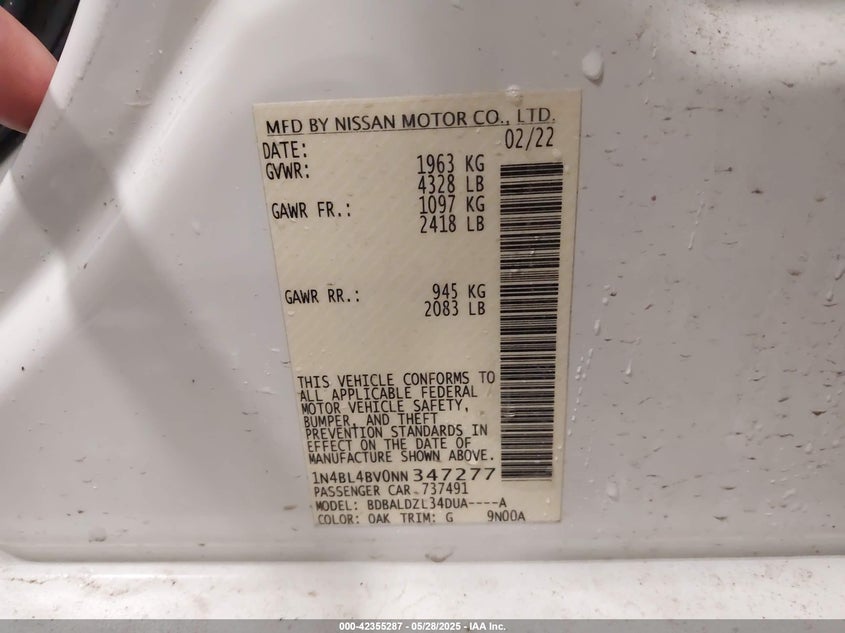 MFD BY NISSAN MOTOR CO., LTD.
DATE: 02/22
GVWR: 1963 KG
4328 LB
GAWR FR.: 1097 KG
2418 LB
GAWR RR.: 945 KG
2083 LB
THIS VEHICLE CONFORMS TO
ALL APPLICABLE FEDERAL
MOTOR VEHICLE SAFETY,
BUMPER, AND THEFT
PREVENTION STANDARDS IN
EFFECT ON THE DATE OF
MANUFACTURE SHOWN ABOVE.
1N4BL4BV0NN347277
PASSENGER CAR 737491
MODEL: BDBALDZL34DUA----A
COLOR: QAK TRIM: G 9N00A
000-42355287 - 05/28/2025 - IAA Inc.